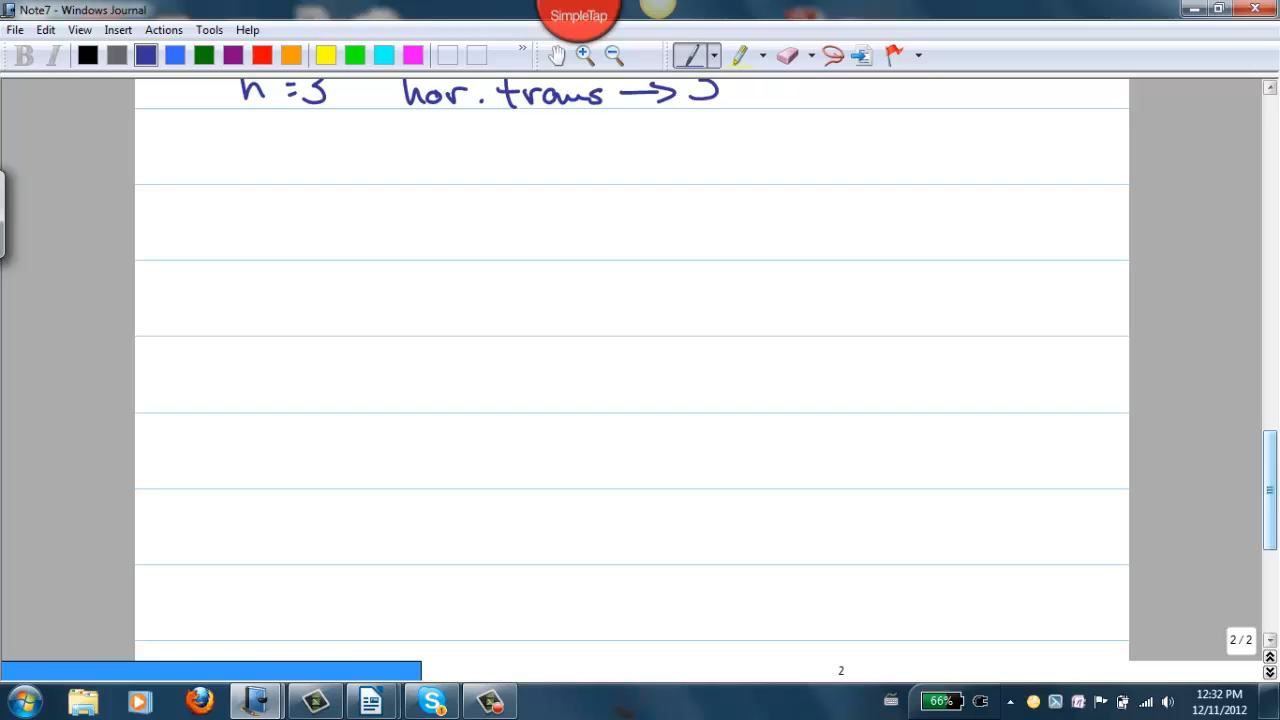 Note7 - Windows Journal
SimpleTap
File Edit View Insert Actions Tools Help
B I
h = 3 hor. trans → 3
2 / 2
2
66%
12:32 PM
12/11/2012